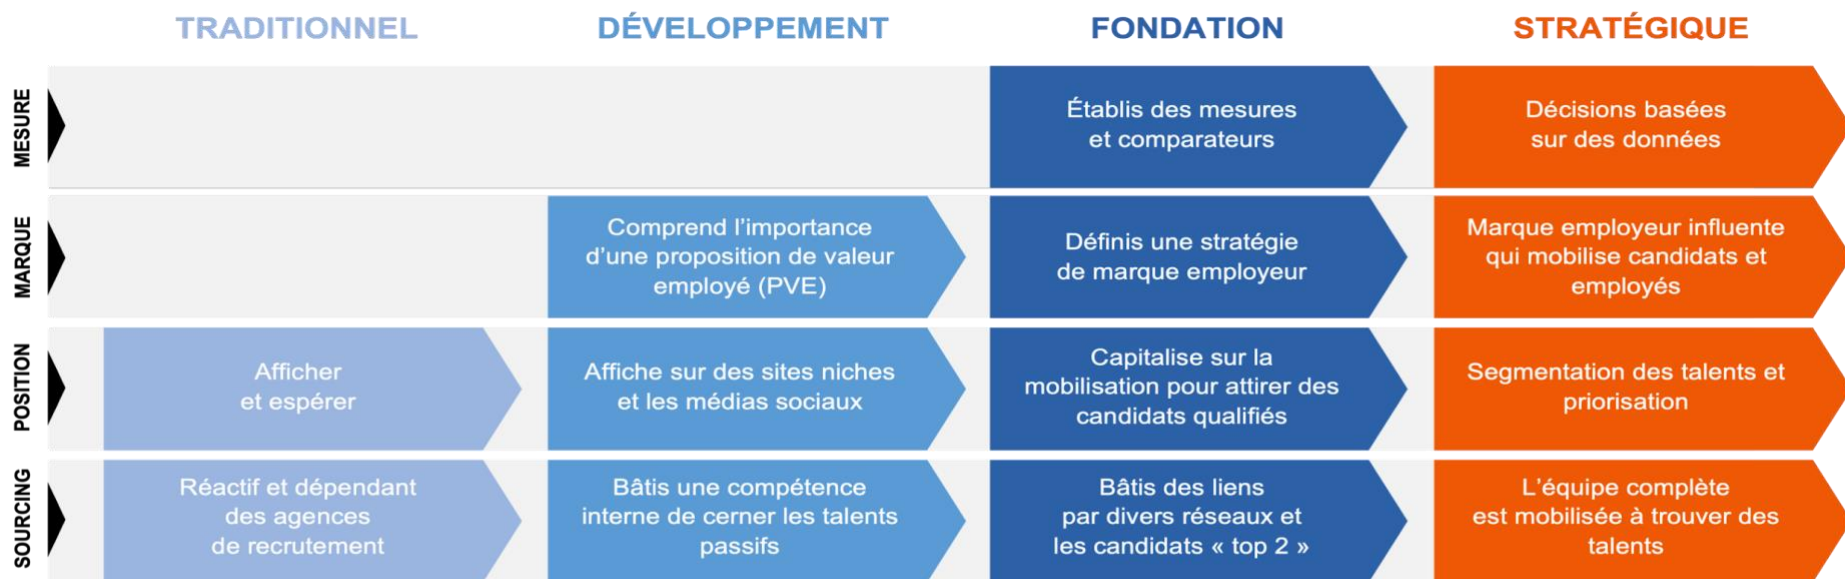 TRADITIONNEL
DÉVELOPPEMENT
FONDATION
STRATÉGIQUE
MESURE
Établis des mesures
et comparateurs
Décisions basées
sur des données
MARQUE
Comprend l'importance
d'une proposition de valeur
employé (PVE)
Définis une stratégie
de marque employeur
Marque employeur influente
qui mobilise candidats et
employés
POSITION
Afficher
et espérer
Affiche sur des sites niches
et les médias sociaux
Capitalise sur la
mobilisation pour attirer des
candidats qualifiés
Segmentation des talents et
priorisation
SOURCING
Réactif et dépendant
des agences
de recrutement
Bâtis une compétence
interne de cerner les talents
passifs
Bâtis des liens
par divers réseaux et
les candidats « top 2 »
L'équipe complète
est mobilisée à trouver des
talents